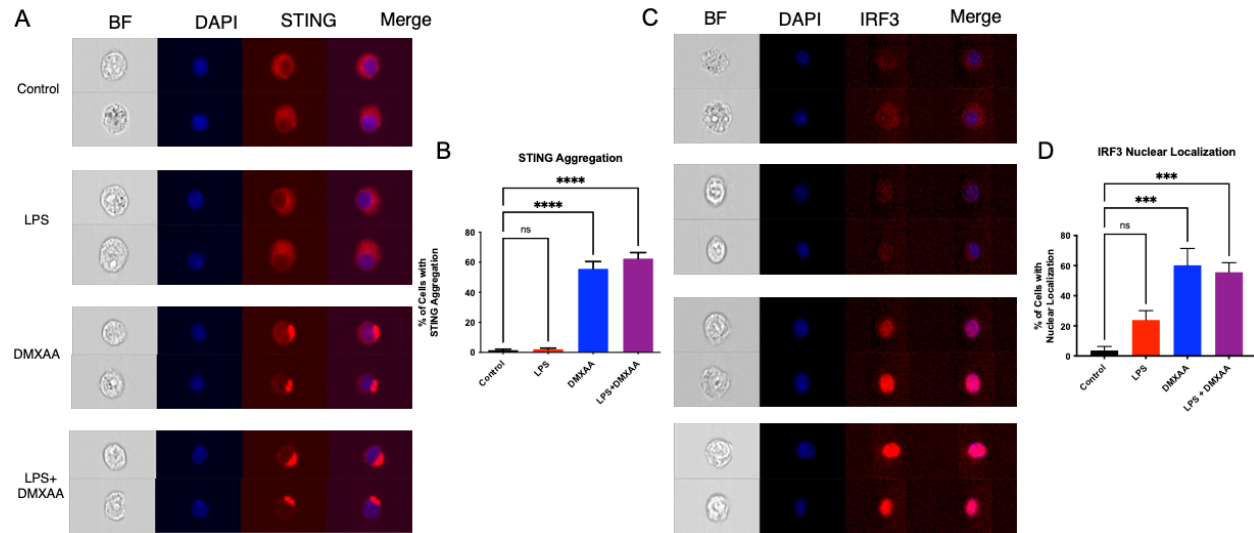 A
BF DAPI STING Merge
Control
LPS
DMXAA
LPS+
DMXAA
B
STING Aggregation
****
****
ns
% of Cells with
STING Aggregation
80
60
40
20
0
Control
LPS
DMXAA
LPS+DMXAA
C
BF DAPI IRF3 Merge
D
IRF3 Nuclear Localization
***
***
ns
% of Cells with
Nuclear Localization
80
60
40
20
0
Control
LPS
DMXAA
LPS + DMXAA